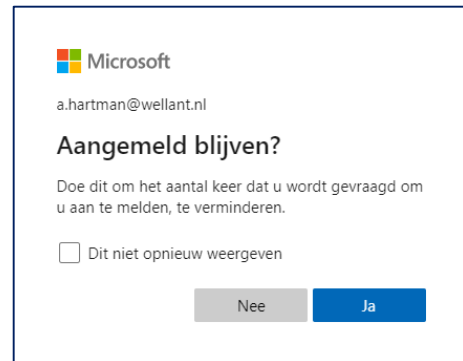 Microsoft
a.hartman@wellant.nl
Aangemeld blijven?
Doe dit om het aantal keer dat u wordt gevraagd om
u aan te melden, te verminderen.
Dit niet opnieuw weergeven
Nee Ja